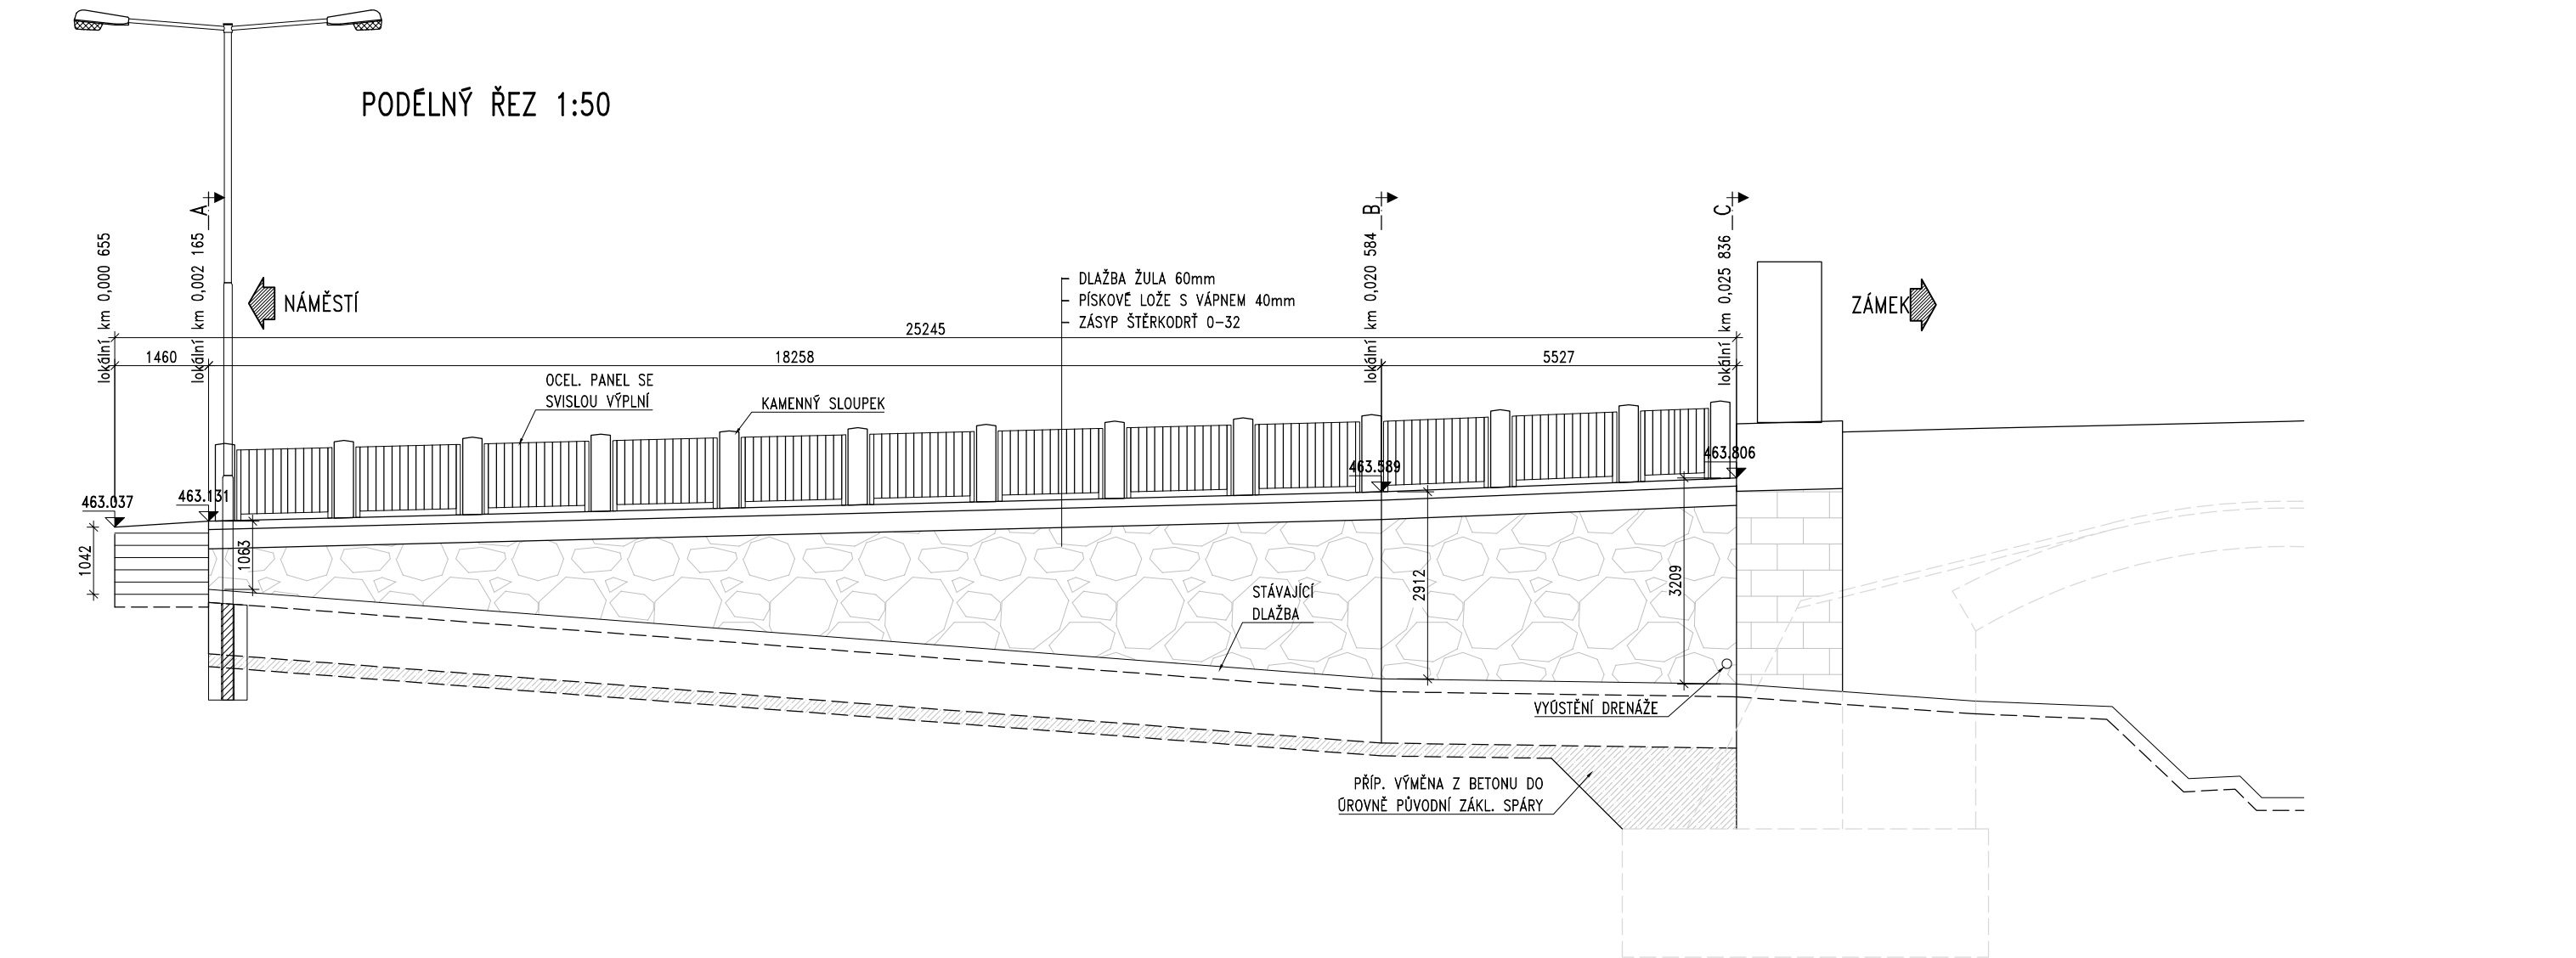 PODÉLNÝ ŘEZ 1:50
A
B
C
lokální km 0,000 655
lokální km 0,002 165
lokální km 0,020 584
lokální km 0,025 836
NÁMĚSTÍ
ZÁMEK
DLAŽBA ŽULA 60mm
PÍSKOVÉ LOŽE S VÁPNEM 40mm
ZÁSYP ŠTĚRKODRŤ 0-32
25245
1460
18258
5527
OCEL. PANEL SE
SVISLOU VÝPLNÍ
KAMENNÝ SLOUPEK
463.037
463.131
463.589
463.806
1042
1063
2912
3209
STÁVAJÍCÍ
DLAŽBA
VYÚSTĚNÍ DRENÁŽE
PŘÍP. VÝMĚNA Z BETONU DO
ÚROVNĚ PŮVODNÍ ZÁKL. SPÁRY